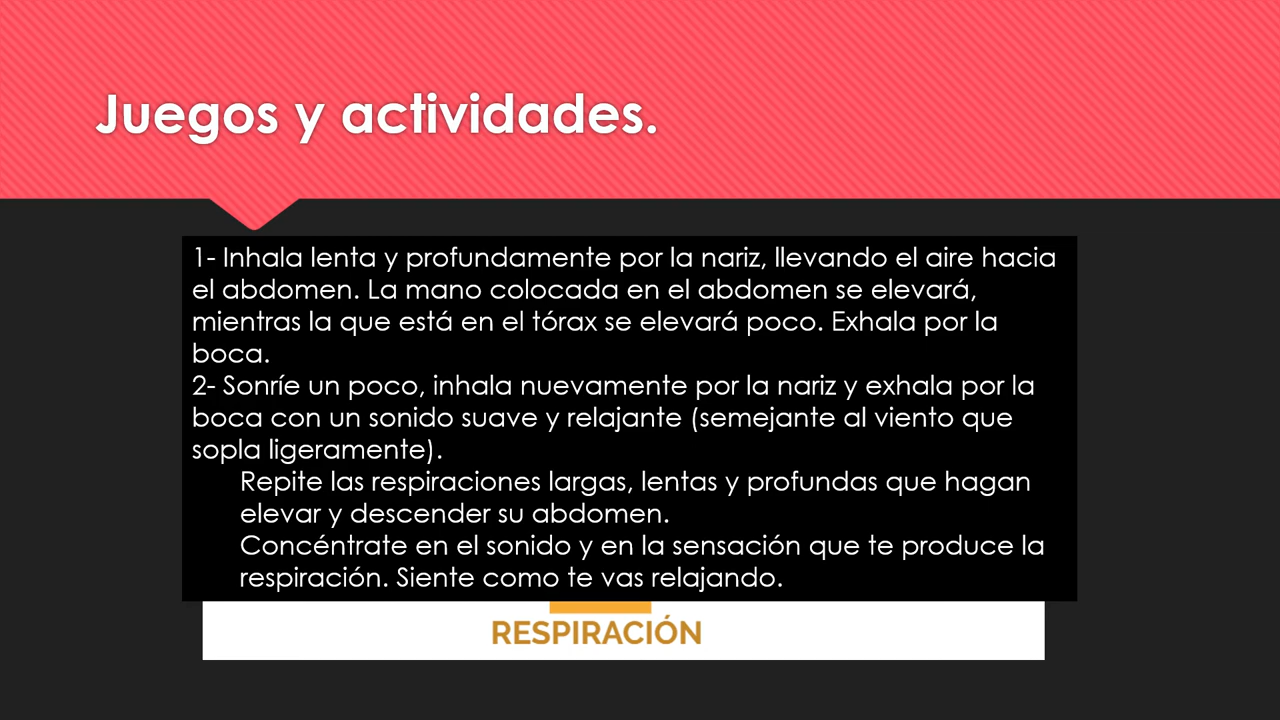 Juegos y actividades.
1- Inhala lenta y profundamente por la nariz, llevando el aire hacia
el abdomen. La mano colocada en el abdomen se elevará,
mientras la que está en el tórax se elevará poco. Exhala por la
boca.
2- Sonríe un poco, inhala nuevamente por la nariz y exhala por la
boca con un sonido suave y relajante (semejante al viento que
sopla ligeramente).
Repite las respiraciones largas, lentas y profundas que hagan
elevar y descender su abdomen.
Concéntrate en el sonido y en la sensación que te produce la
respiración. Siente como te vas relajando.
RESPIRACIÓN